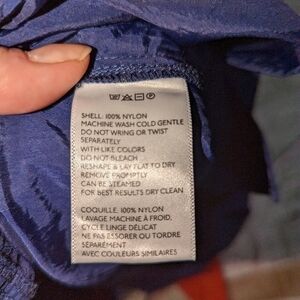 SHELL: 100% NYLON
MACHINE WASH COLD GENTLE
DO NOT WRING OR TWIST
SEPARATELY
WITH LIKE COLORS
DO NOT BLEACH
RESHAPE & LAY FLAT TO DRY
REMOVE PROMPTLY
CAN BE STEAMED
FOR BEST RESULTS DRY CLEAN
COQUILLE: 100% NYLON
LAVAGE MACHINE À FROID,
CYCLE LINGE DÉLICAT
NE PAS ESSORER OU TORDRE
SÉPARÉMENT
AVEC COULEURS SIMILAIRES